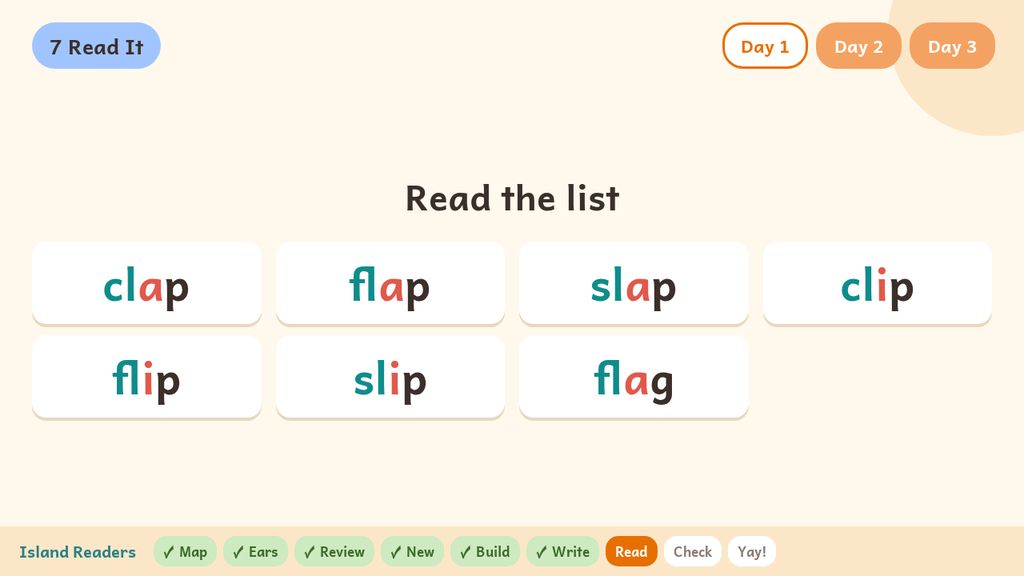 7 Read It
Day 1 Day 2 Day 3
Read the list
clap flap slap clip
flip slip flag
Island Readers ✓ Map ✓ Ears ✓ Review ✓ New ✓ Build ✓ Write Read Check Yay!